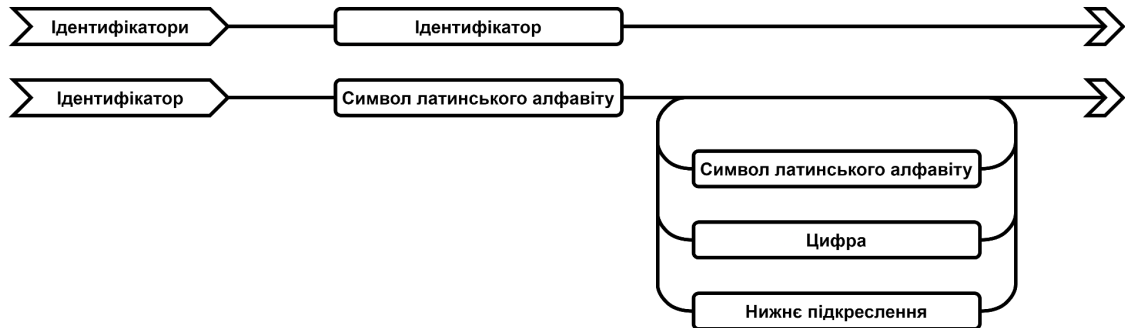 Ідентифікатори
Ідентифікатор
Ідентифікатор
Символ латинського алфавіту
Символ латинського алфавіту
Цифра
Нижнє підкреслення